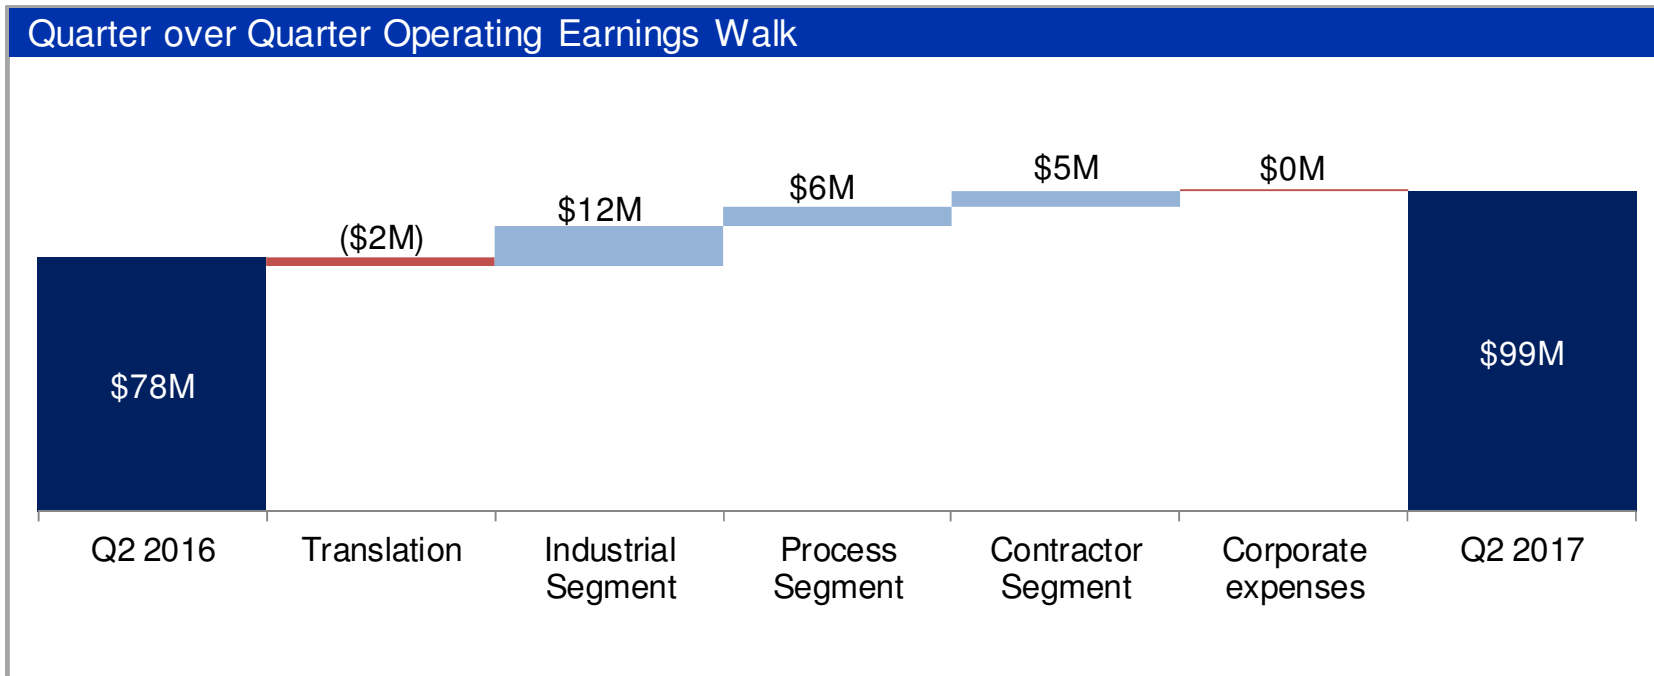 Quarter over Quarter Operating Earnings Walk
$78M
($2M)
$12M
$6M
$5M
$0M
$99M
Q2 2016
Translation
Industrial
Segment
Process
Segment
Contractor
Segment
Corporate
expenses
Q2 2017